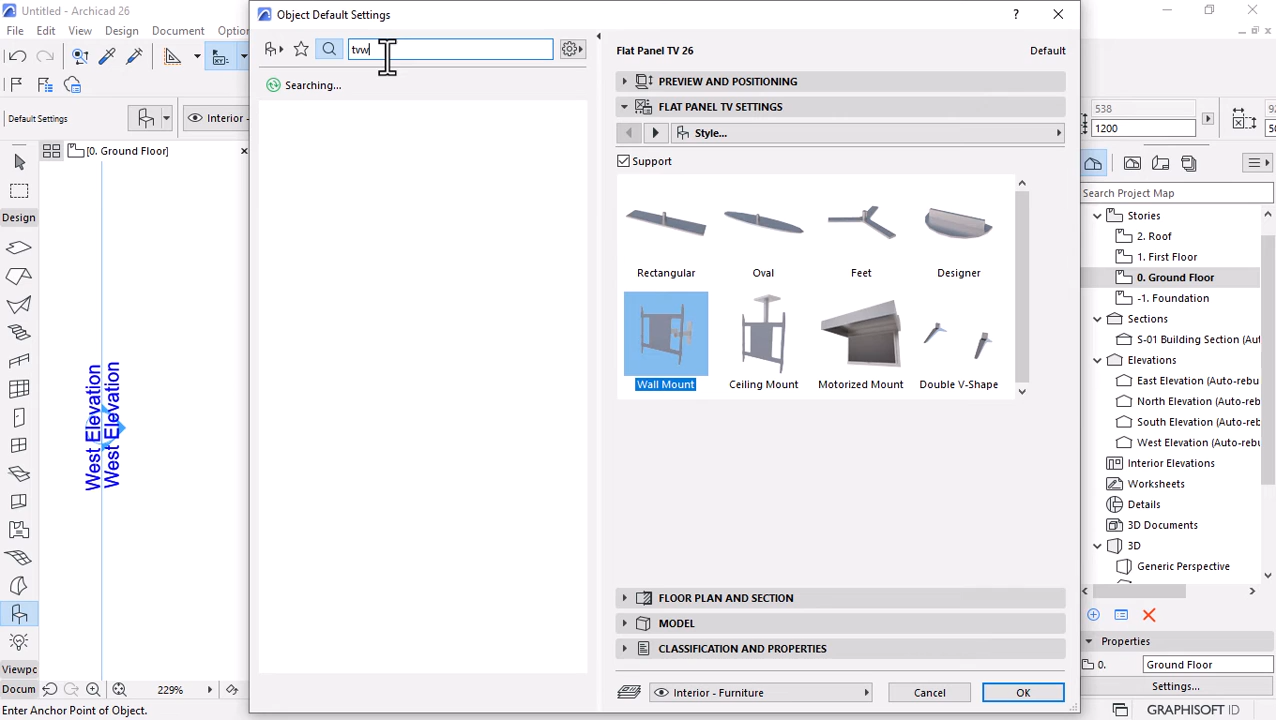 Untitled - Archicad 26
File Edit View Design Document Optio
Default Settings
Interior -
[0. Ground Floor]
Design
West Elevation
West Elevation
Viewpc
Docum
229%
Enter Anchor Point of Object.
Object Default Settings
tvw
Searching...
Flat Panel TV 26
Default
PREVIEW AND POSITIONING
FLAT PANEL TV SETTINGS
Style...
Support
Rectangular
Oval
Feet
Designer
Wall Mount
Ceiling Mount
Motorized Mount
Double V-Shape
FLOOR PLAN AND SECTION
MODEL
CLASSIFICATION AND PROPERTIES
Interior - Furniture
Cancel
OK
538
1200
92
50
Search Project Map
Stories
2. Roof
1. First Floor
0. Ground Floor
-1. Foundation
Sections
S-01 Building Section (Aut
Elevations
East Elevation (Auto-rebu
North Elevation (Auto-reb
South Elevation (Auto-reb
West Elevation (Auto-rebu
Interior Elevations
Worksheets
Details
3D Documents
3D
Generic Perspective
Properties
0.
Ground Floor
Settings...
GRAPHISOFT ID